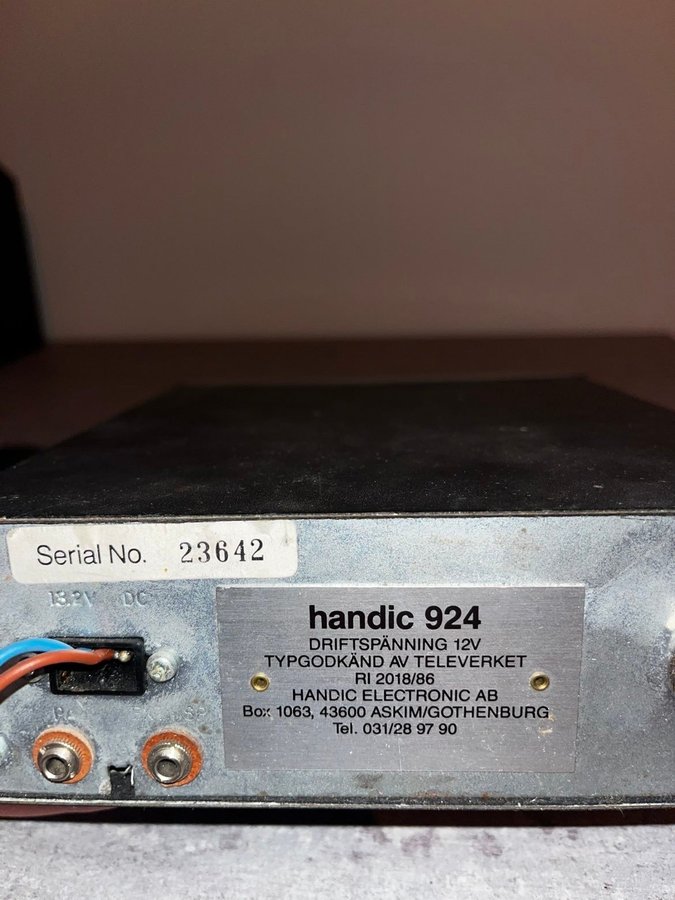 Serial No. 23642
13.2V DC
handic 924
DRIFTSPÄNNING 12V
TYPGODKÄND AV TELEVERKET
RI 2018/86
HANDIC ELECTRONIC AB
Box 1063, 43600 ASKIM/GOTHENBURG
Tel. 031/28 97 90